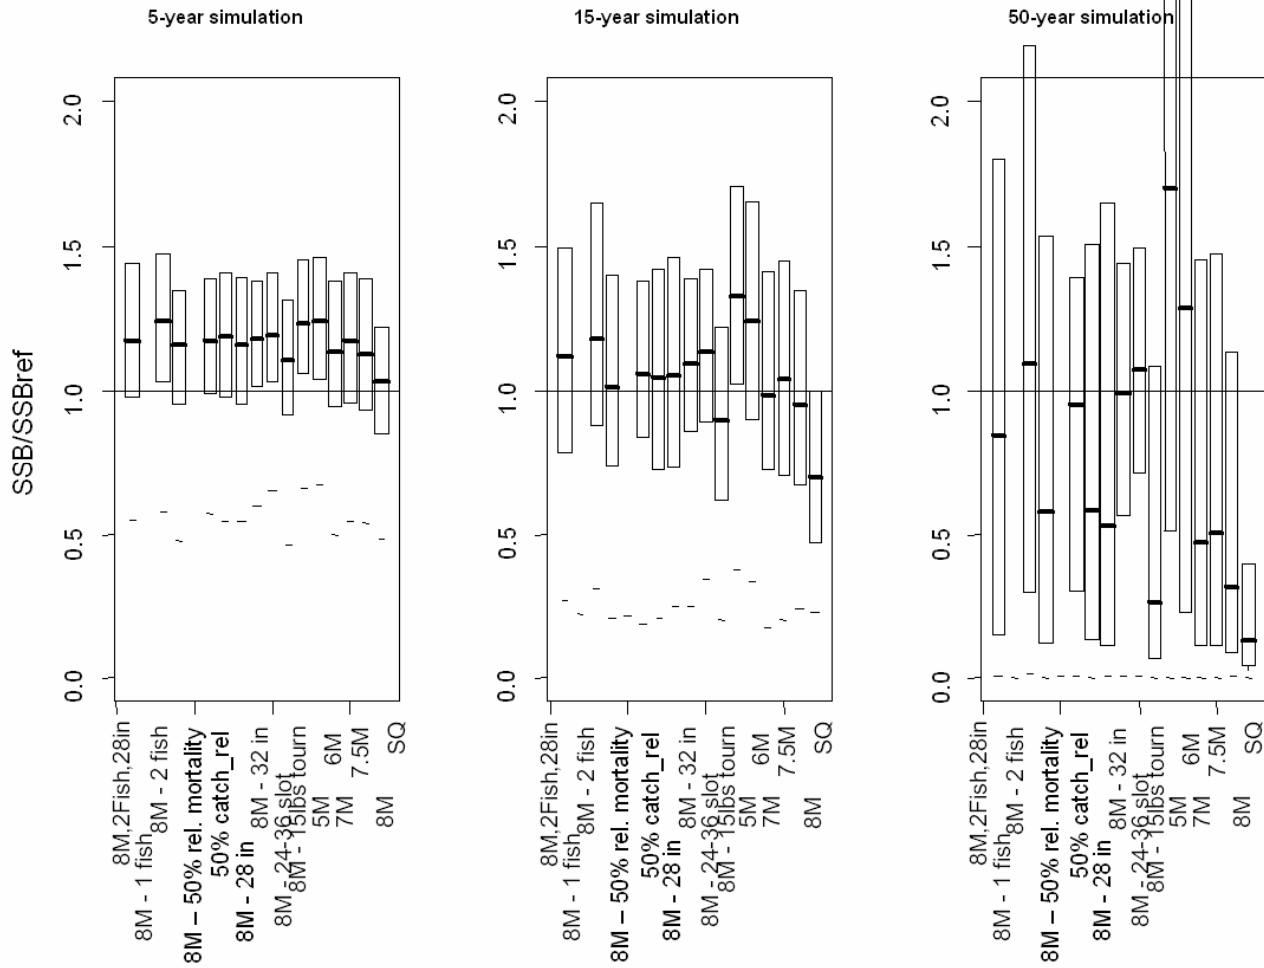 5-year simulation
15-year simulation
50-year simulation
SSB/SSBref
2.0
1.5
1.0
0.5
0.0
8M,2Fish,28in
8M - 1 fish
8M - 2 fish
8M – 50% rel. mortality
50% catch_rel
8M - 28 in
8M - 32 in
8M - 24-36 slot
8M - 15lbs tourn
5M
6M
7M
7.5M
8M
SQ
2.0
1.5
1.0
0.5
0.0
8M,2Fish,28in
8M - 1 fish
8M - 2 fish
8M – 50% rel. mortality
50% catch_rel
8M - 28 in
8M - 32 in
8M - 24-36 slot
8M - 15lbs tourn
5M
6M
7M
7.5M
8M
SQ
2.0
1.5
1.0
0.5
0.0
8M,2Fish,28in
8M - 1 fish
8M - 2 fish
8M – 50% rel. mortality
50% catch_rel
8M - 28 in
8M - 32 in
8M - 24-36 slot
8M - 15lbs tourn
5M
6M
7M
7.5M
8M
SQ